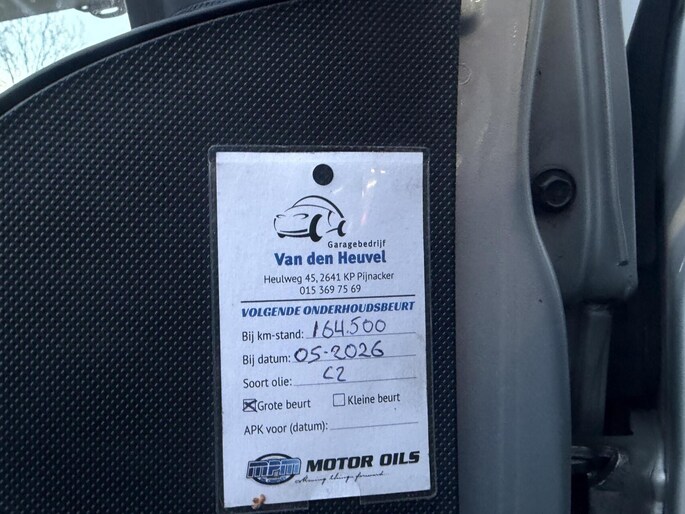 Garagebedrijf
Van den Heuvel
Heulweg 45, 2641 KP Pijnacker
015 369 75 69
VOLGENDE ONDERHOUDSBEURT
Bij km-stand: 164.500
Bij datum: 05-2026
Soort olie: C2
Grote beurt Kleine beurt
APK voor (datum):
MPM MOTOR OILS